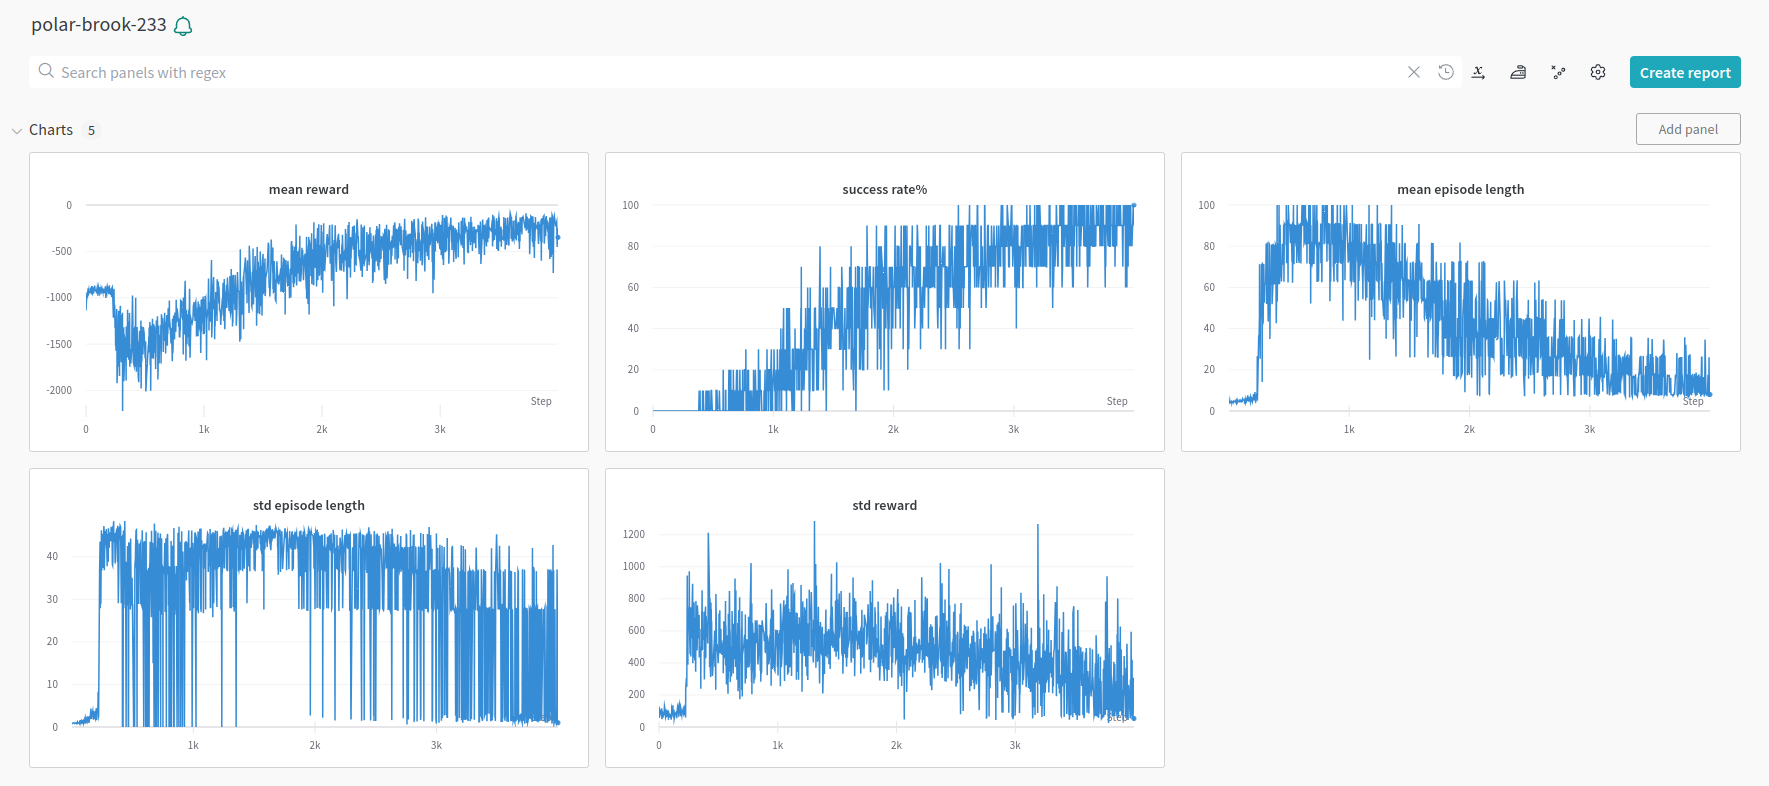 polar-brook-233
Search panels with regex
Create report
Charts 5
Add panel
mean reward
0
-500
-1000
-1500
-2000
Step
0 1k 2k 3k
success rate%
100
80
60
40
20
0
Step
0 1k 2k 3k
mean episode length
100
80
60
40
20
0
Step
1k 2k 3k
std episode length
40
30
20
10
0
Step
1k 2k 3k
std reward
1200
1000
800
600
400
200
0
Step
0 1k 2k 3k